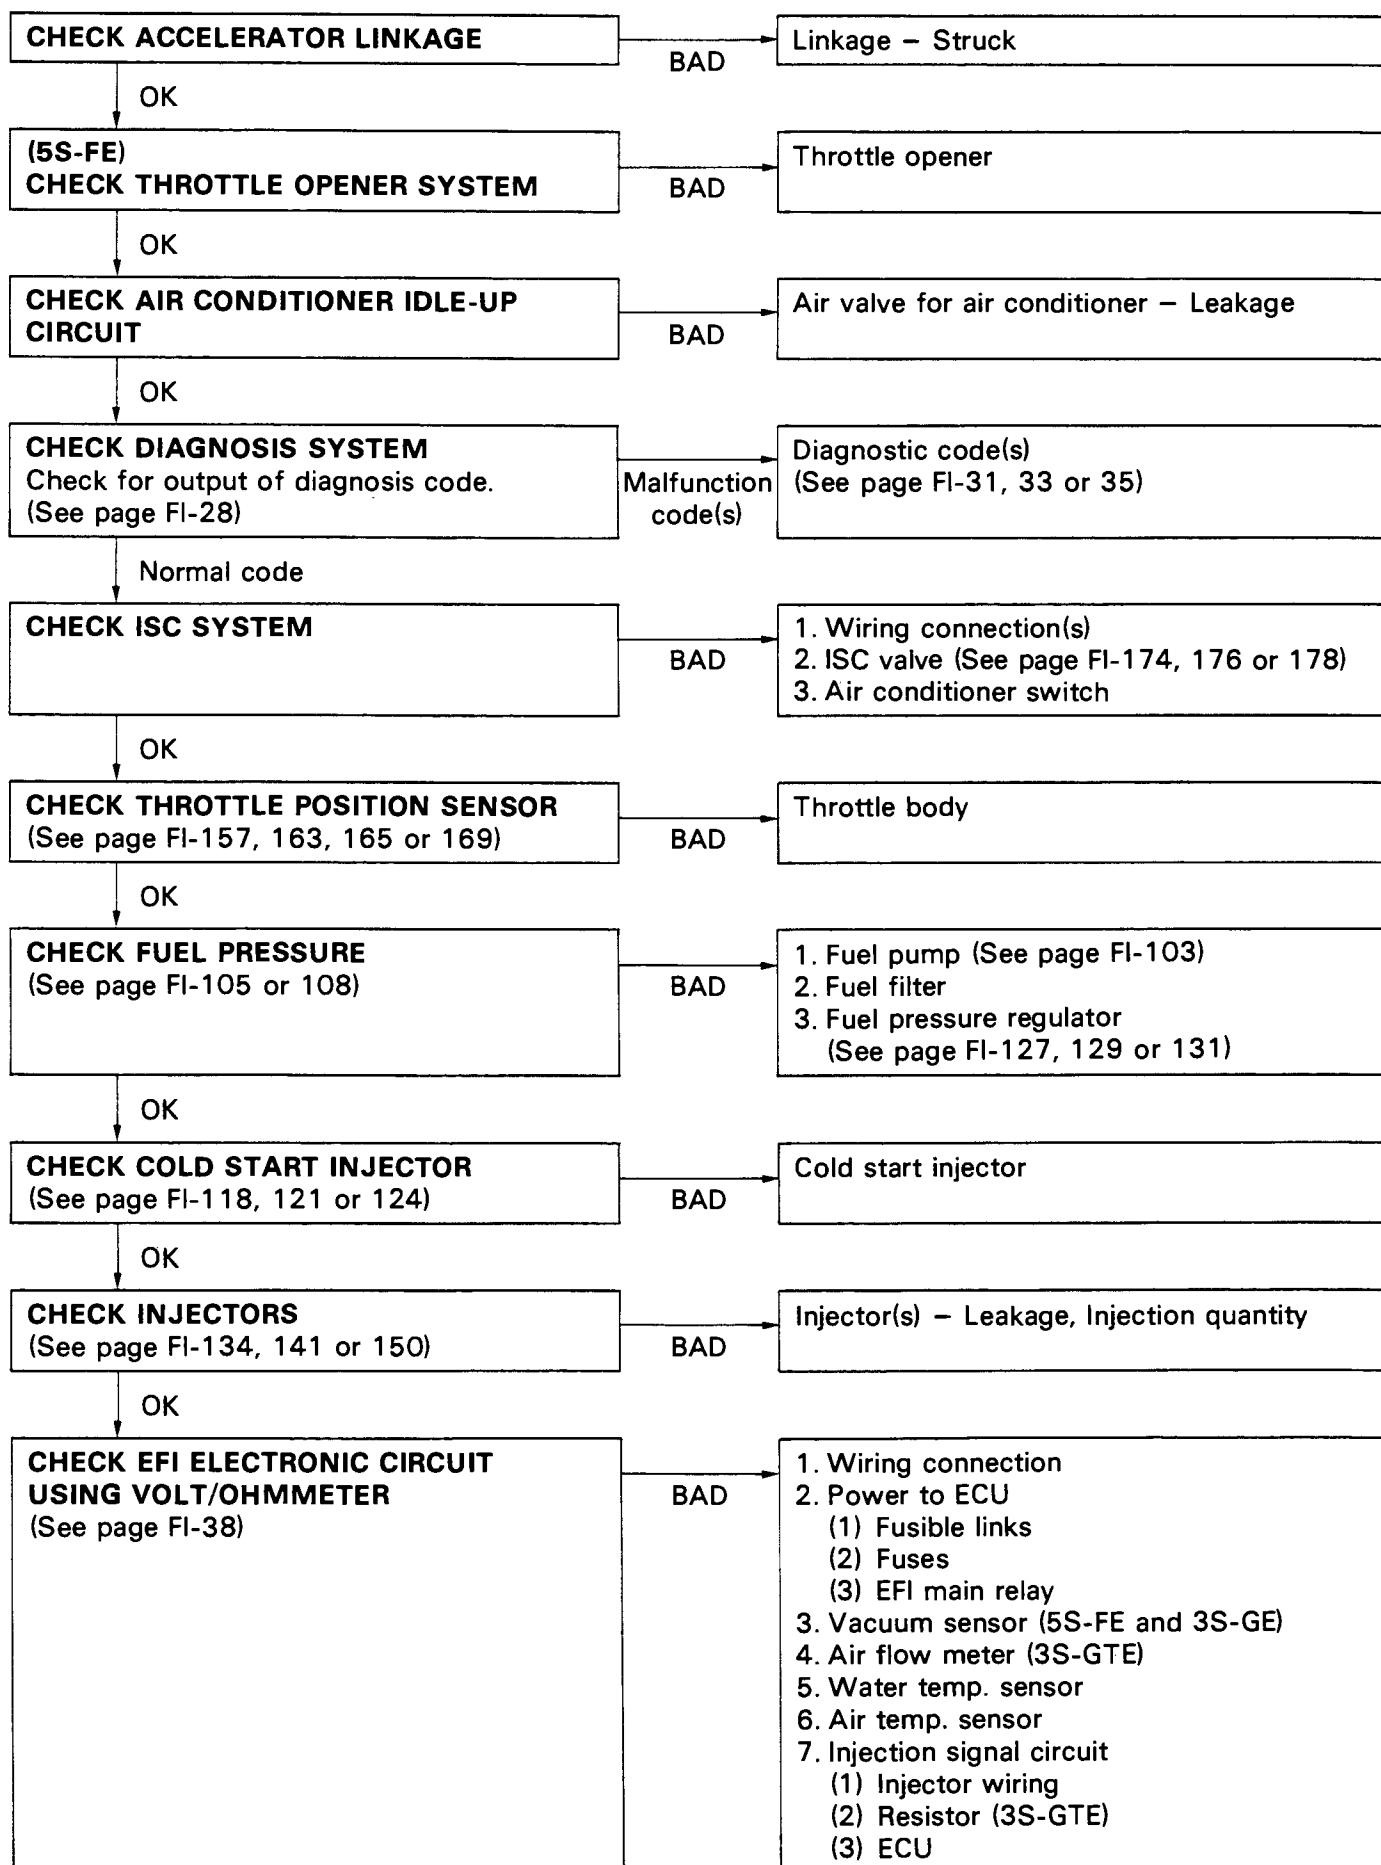 CHECK ACCELERATOR LINKAGE
BAD
Linkage – Struck
OK
(5S-FE)
CHECK THROTTLE OPENER SYSTEM
BAD
Throttle opener
OK
CHECK AIR CONDITIONER IDLE-UP
CIRCUIT
BAD
Air valve for air conditioner – Leakage
OK
CHECK DIAGNOSIS SYSTEM
Check for output of diagnosis code.
(See page FI-28)
Malfunction
code(s)
Diagnostic code(s)
(See page FI-31, 33 or 35)
Normal code
CHECK ISC SYSTEM
BAD
1. Wiring connection(s)
2. ISC valve (See page FI-174, 176 or 178)
3. Air conditioner switch
OK
CHECK THROTTLE POSITION SENSOR
(See page FI-157, 163, 165 or 169)
BAD
Throttle body
OK
CHECK FUEL PRESSURE
(See page FI-105 or 108)
BAD
1. Fuel pump (See page FI-103)
2. Fuel filter
3. Fuel pressure regulator
(See page FI-127, 129 or 131)
OK
CHECK COLD START INJECTOR
(See page FI-118, 121 or 124)
BAD
Cold start injector
OK
CHECK INJECTORS
(See page FI-134, 141 or 150)
BAD
Injector(s) – Leakage, Injection quantity
OK
CHECK EFI ELECTRONIC CIRCUIT
USING VOLT/OHMMETER
(See page FI-38)
BAD
1. Wiring connection
2. Power to ECU
(1) Fusible links
(2) Fuses
(3) EFI main relay
3. Vacuum sensor (5S-FE and 3S-GE)
4. Air flow meter (3S-GTE)
5. Water temp. sensor
6. Air temp. sensor
7. Injection signal circuit
(1) Injector wiring
(2) Resistor (3S-GTE)
(3) ECU